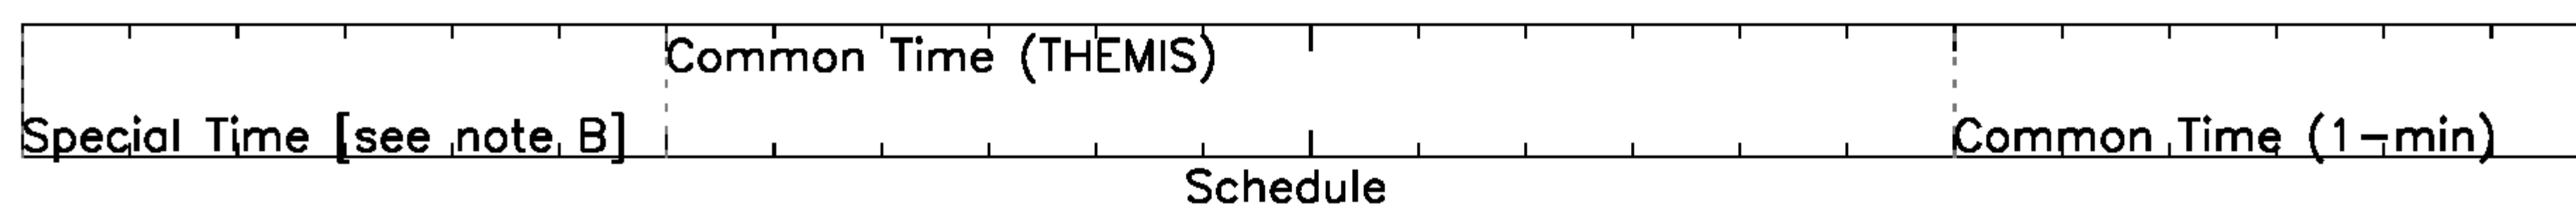 Common Time (THEMIS)
Special Time [see note B]
Common Time (1-min)
Schedule